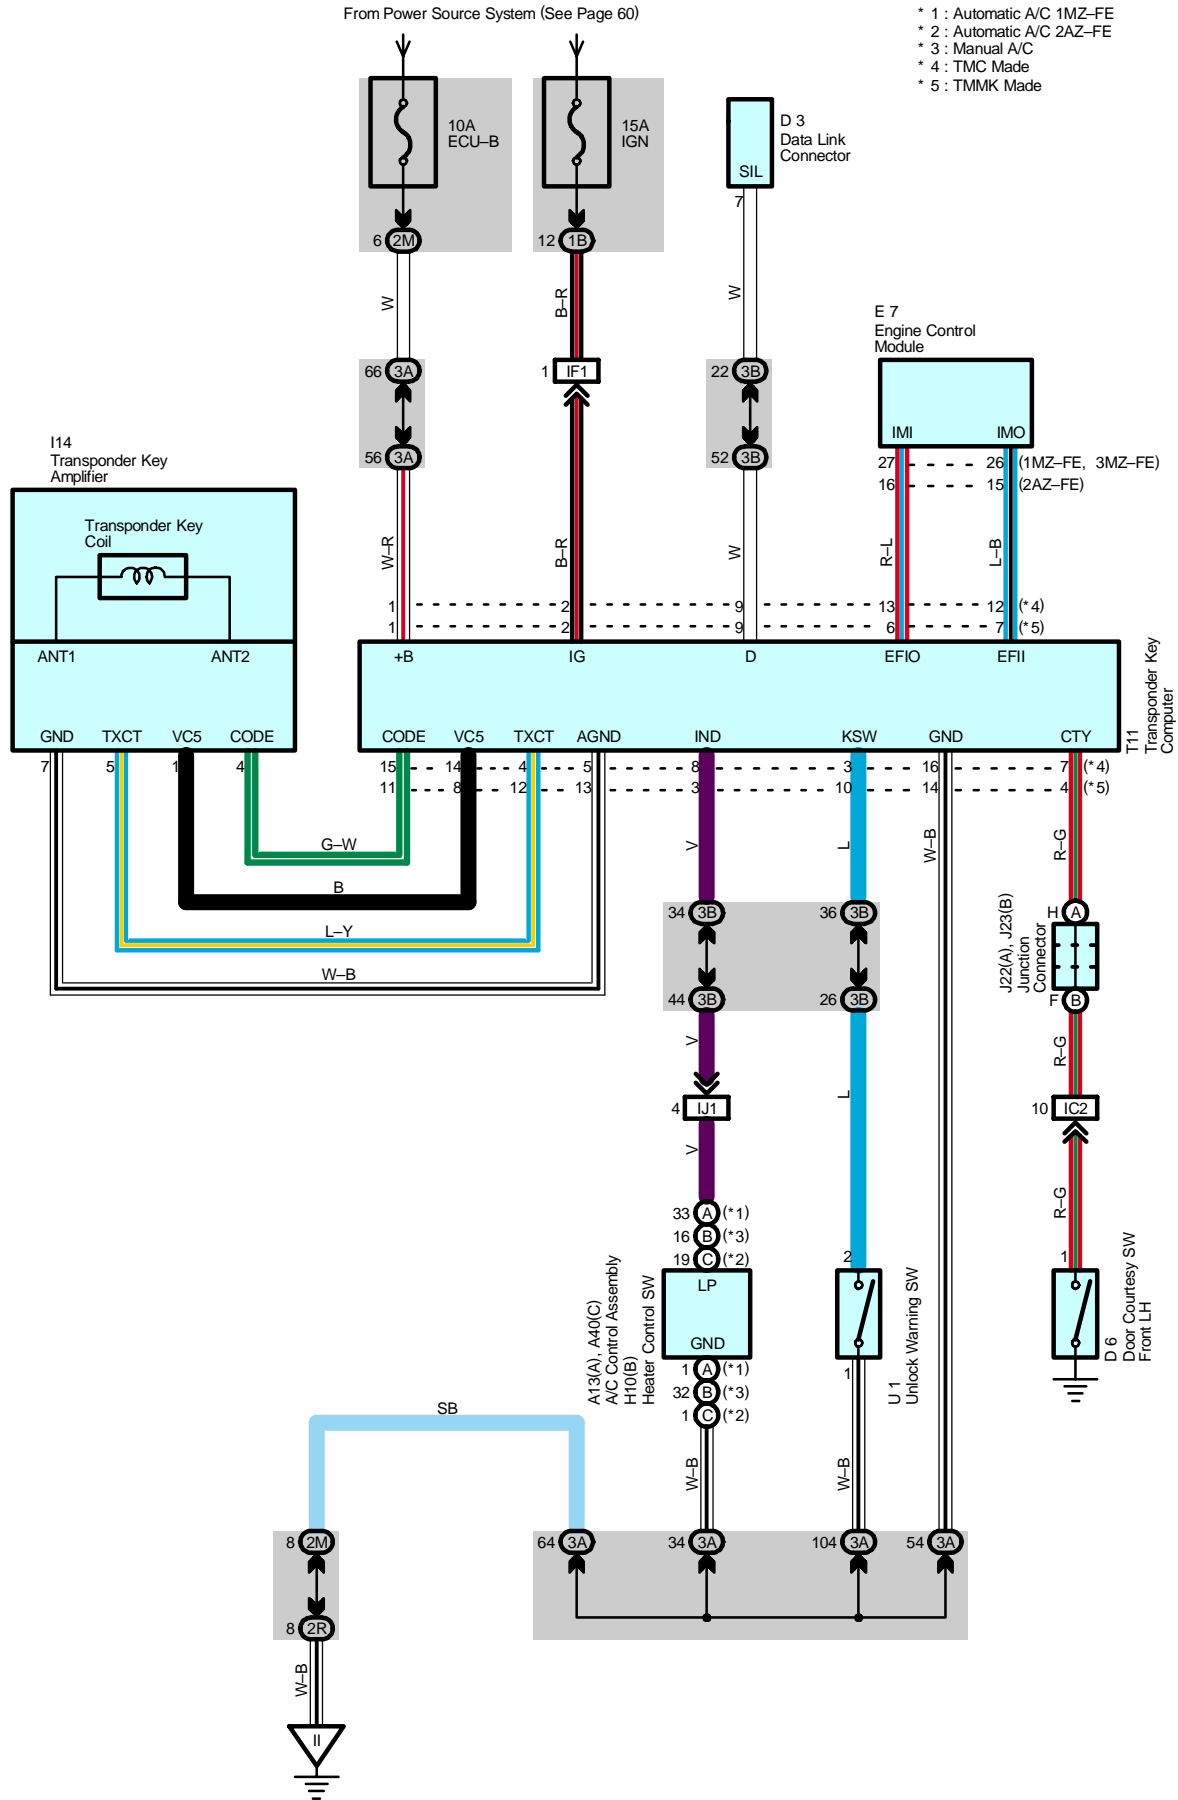 From Power Source System (See Page 60)
* 1 : Automatic A/C 1MZ–FE
* 2 : Automatic A/C 2AZ–FE
* 3 : Manual A/C
* 4 : TMC Made
* 5 : TMMK Made
10A
ECU–B
15A
IGN
D 3
Data Link
Connector
SIL
7
6 2M
12 1B
W
B–R
W
E 7
Engine Control
Module
66 3A
1 IF1
22 3B
IMI IMO
56 3A
52 3B
27 26 (1MZ–FE, 3MZ–FE)
16 15 (2AZ–FE)
I14
Transponder Key
Amplifier
Transponder Key
Coil
W–R
B–R
W
R–L
L–B
1 2 9 13 12 (*4)
1 2 9 6 7 (*5)
ANT1 ANT2
+B IG D EFIO EFII
T11
Transponder Key
Computer
GND TXCT VC5 CODE
CODE VC5 TXCT AGND IND KSW GND CTY
7 5 1 4
15 14 4 5 8 3 16 7 (*4)
11 8 12 13 3 10 14 4 (*5)
G–W
B
L–Y
W–B
V
L
W–B
R–G
34 3B
36 3B
H A
J22(A), J23(B)
Junction
Connector
44 3B
26 3B
F B
V
L
R–G
4 IJ1
10 IC2
V
R–G
33 A (*1)
16 B (*3)
19 C (*2)
2
1
LP
GND
A13(A), A40(C)
A/C Control Assembly
H10(B)
Heater Control SW
U 1
Unlock Warning SW
D 6
Door Courtesy SW
Front LH
1 A (*1)
32 B (*3)
1 C (*2)
1
SB
W–B
W–B
8 2M
64 3A
34 3A
104 3A
54 3A
8 2R
W–B
II